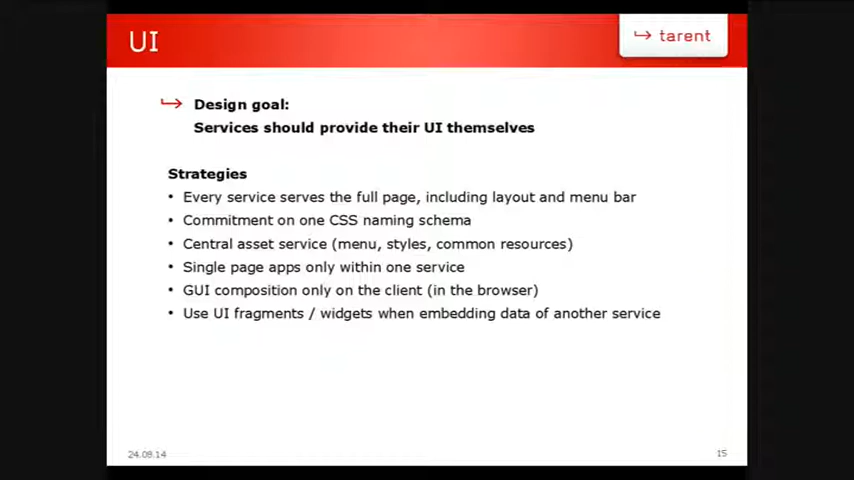 UI
↪ tarent
Design goal:
Services should provide their UI themselves
Strategies
• Every service serves the full page, including layout and menu bar
• Commitment on one CSS naming schema
• Central asset service (menu, styles, common resources)
• Single page apps only within one service
• GUI composition only on the client (in the browser)
• Use UI fragments / widgets when embedding data of another service
24.09.14
15